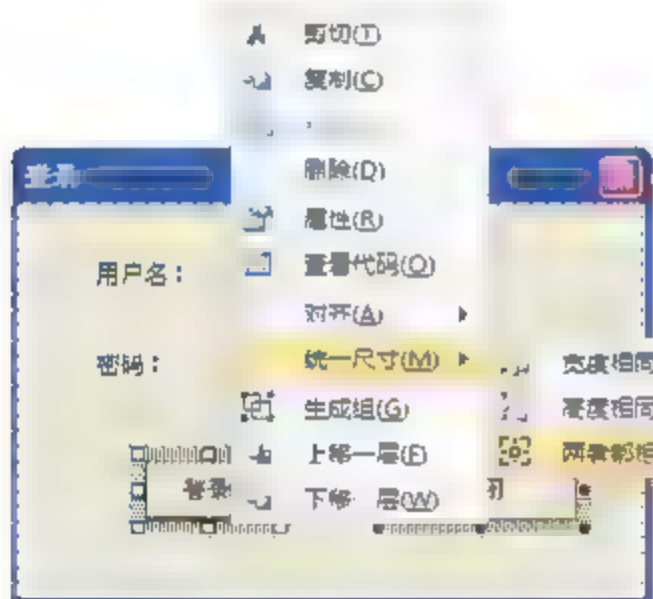 剪切(T)
复制(C)
删除(D)
属性(R)
用户名：
查看代码(O)
对齐(A)
密码：
统一尺寸(M)
宽度相同
生成组(G)
高度相同
上移一层(F)
两者都相
下移一层(W)